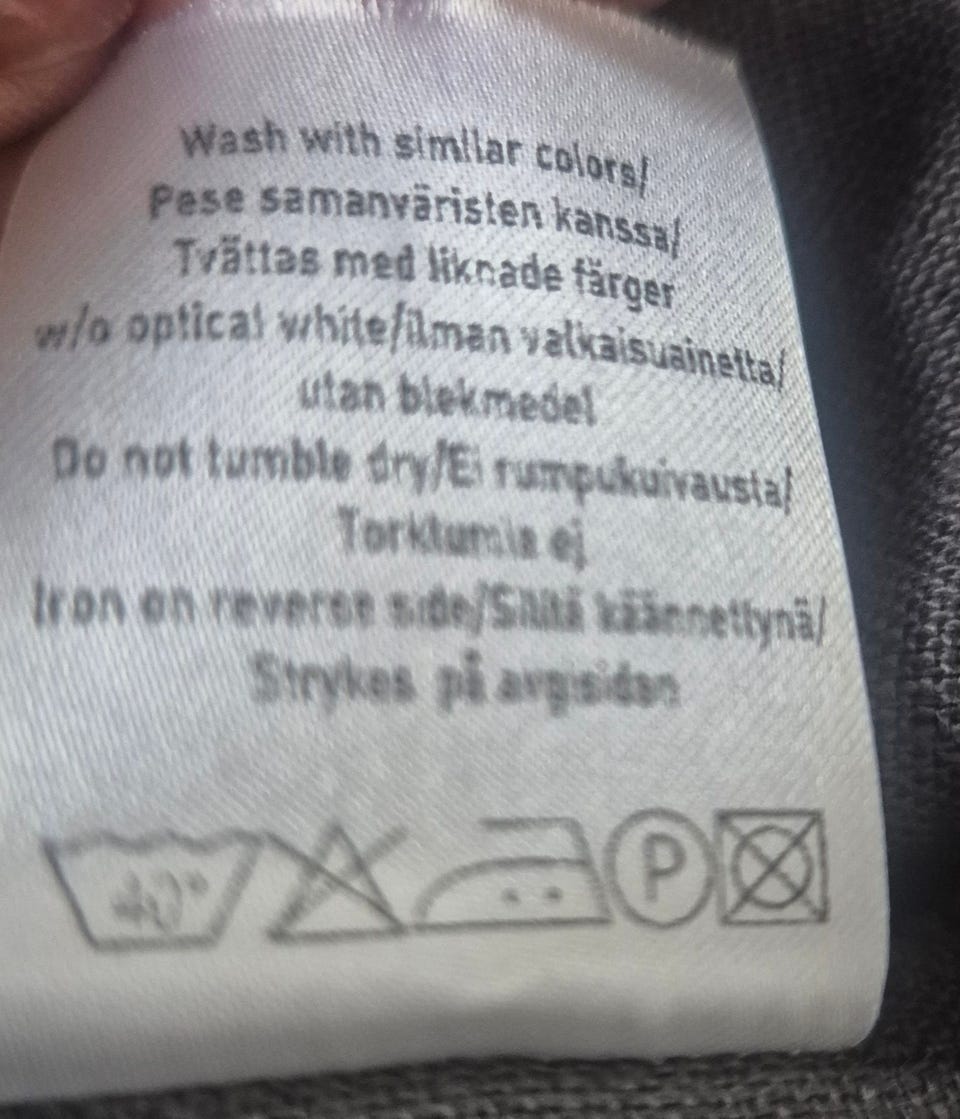 Wash with similar colors/
Pese samanväristen kanssa/
Tvättas med liknade färger
w/o optical white/ilman valkaisuainetta/
utan blekmedel
Do not tumble dry/Ei rumpukuivausta/
Torktumla ej
Iron on reverse side/Silitä käännettynä/
Strykes på avgisidan
40°
P